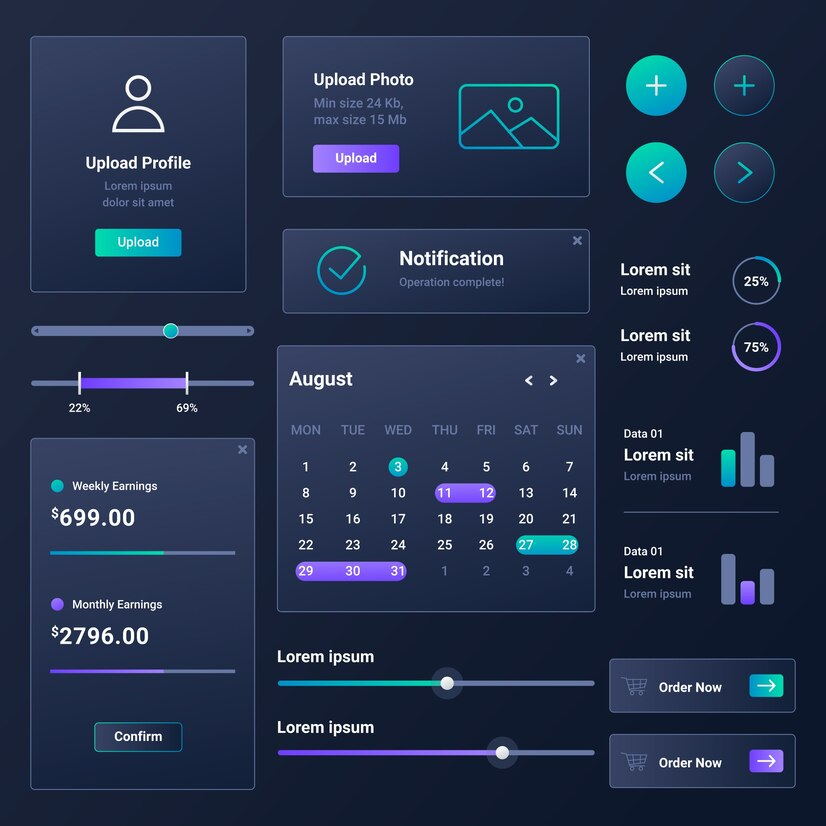 Upload Profile
Lorem ipsum
dolor sit amet
Upload
Upload Photo
Min size 24 Kb,
max size 15 Mb
Upload
Notification
Operation complete!
Lorem sit
Lorem ipsum
25%
Lorem sit
Lorem ipsum
75%
22% 69%
August
MON TUE WED THU FRI SAT SUN
1 2 3 4 5 6 7
8 9 10 11 12 13 14
15 16 17 18 19 20 21
22 23 24 25 26 27 28
29 30 31 1 2 3 4
Data 01
Lorem sit
Lorem ipsum
Data 01
Lorem sit
Lorem ipsum
Weekly Earnings
$699.00
Monthly Earnings
$2796.00
Confirm
Lorem ipsum
Lorem ipsum
Order Now
Order Now